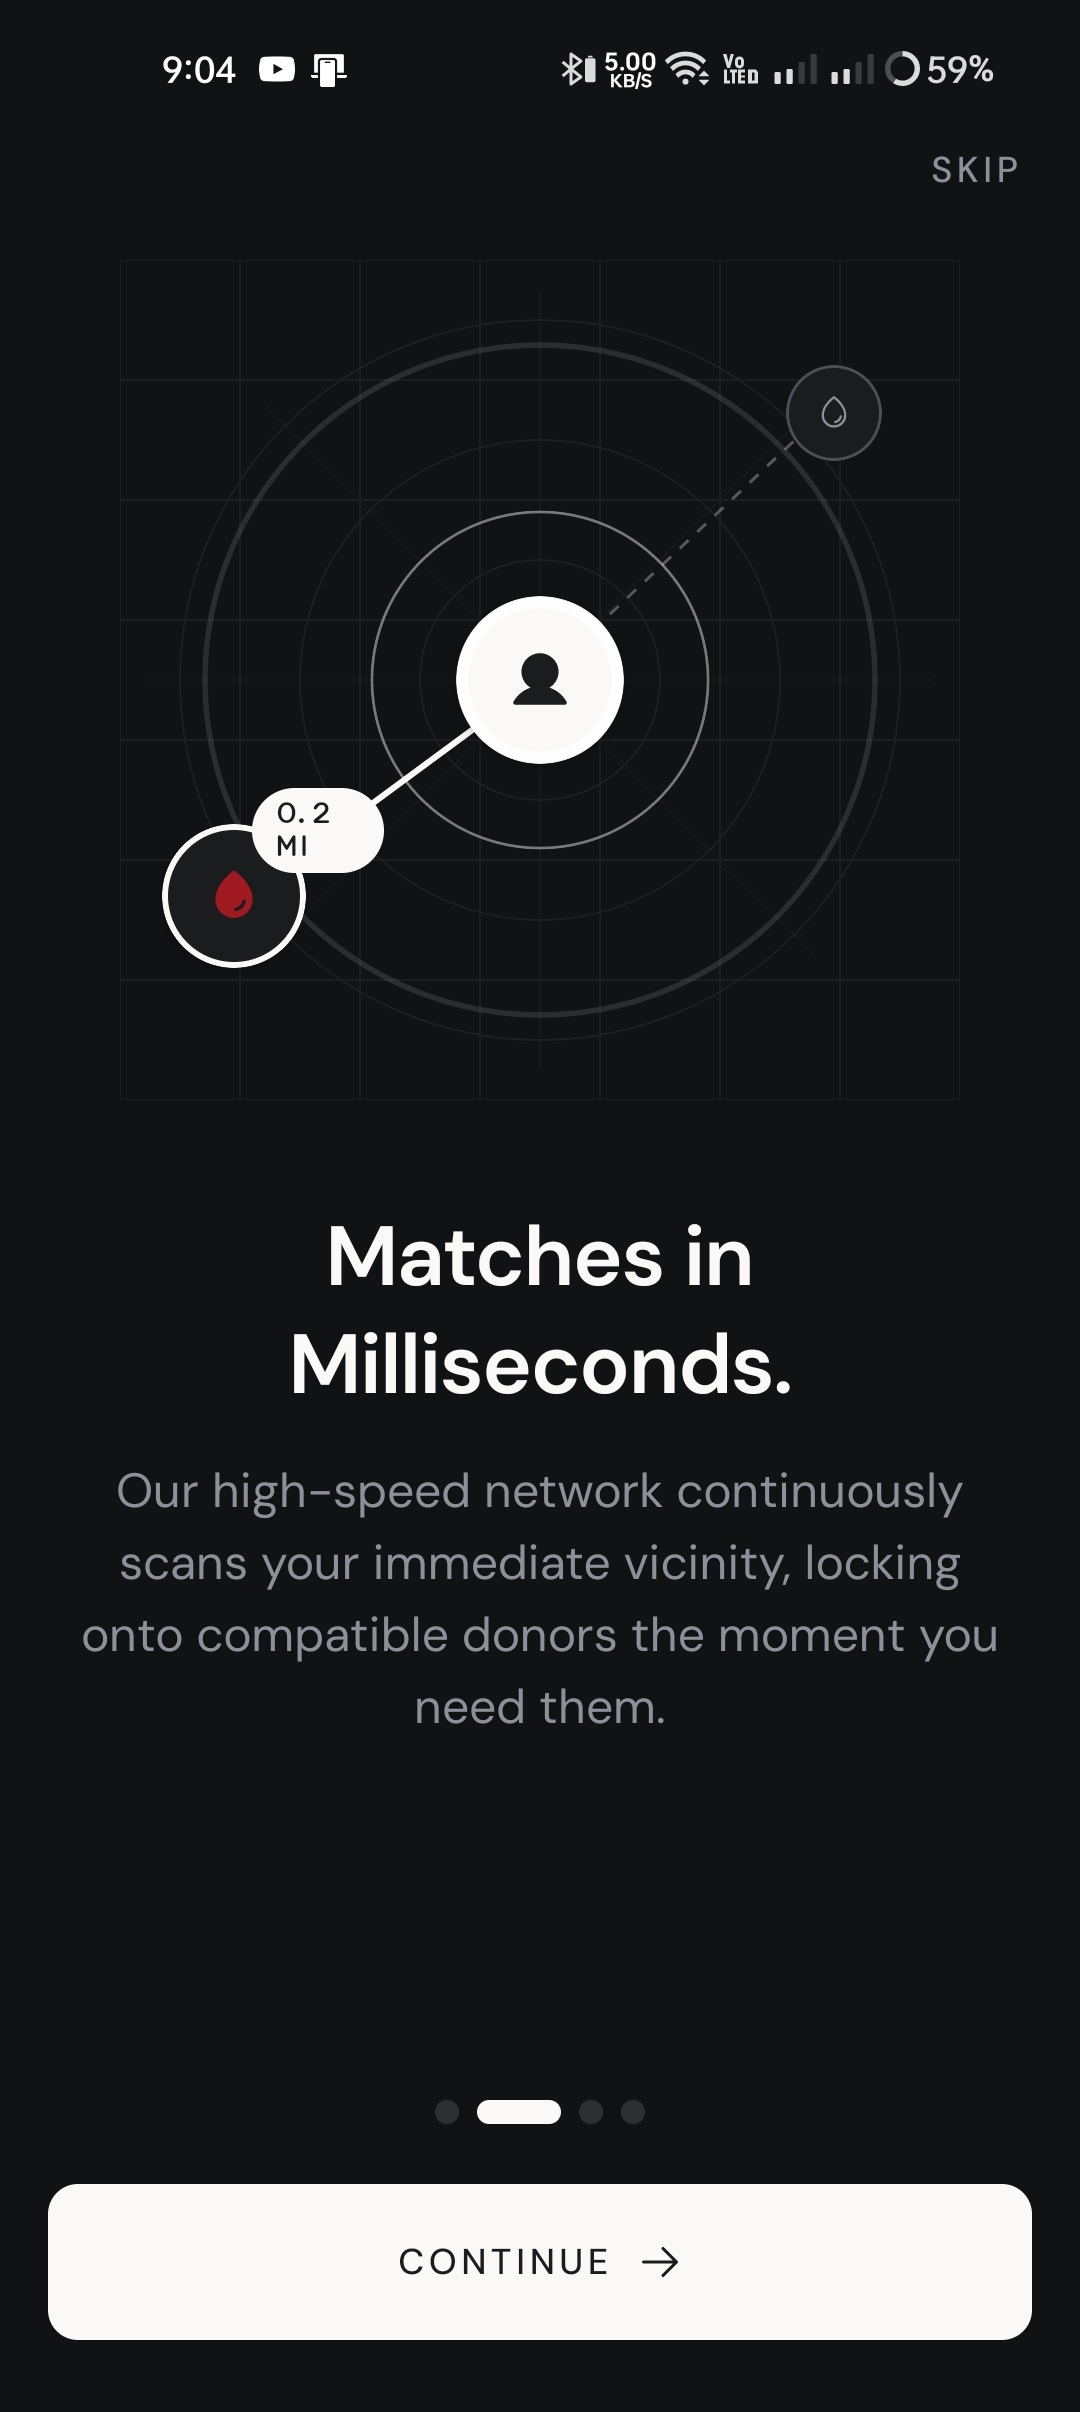 9:04
5.00
KB/S
Vo
LTE D
59%
SKIP
0.2
MI
Matches in
Milliseconds.
Our high-speed network continuously
scans your immediate vicinity, locking
onto compatible donors the moment you
need them.
CONTINUE